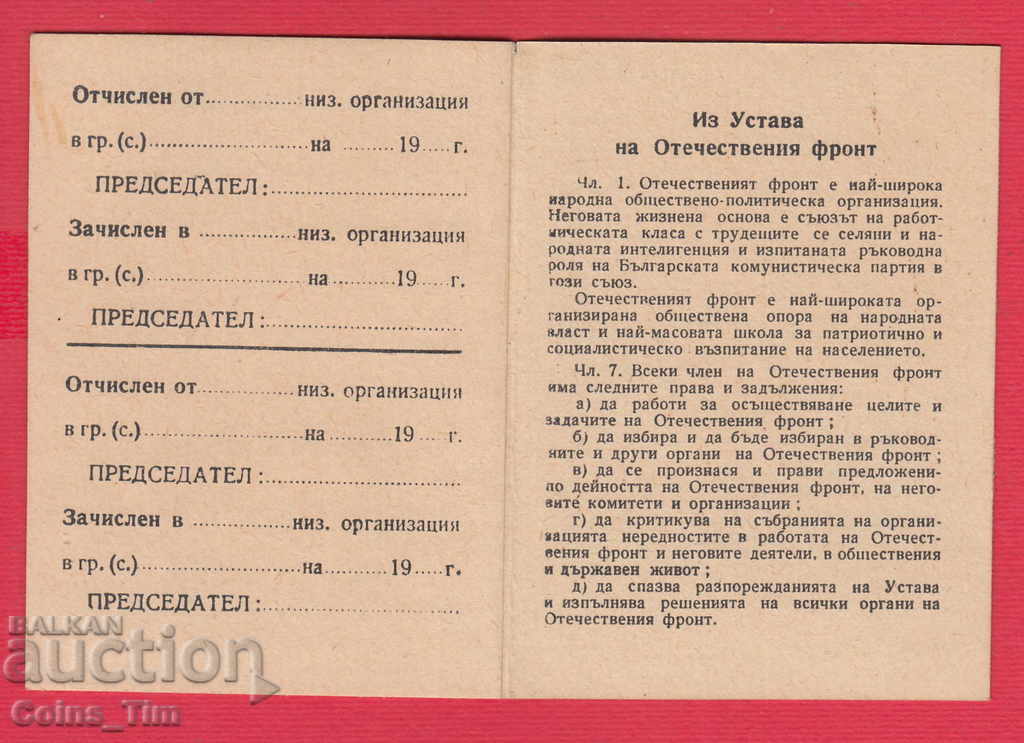 Отчислен от................низ. организация
в гр. (с.)...........................на .........19.....г.
ПРЕДСЕДАТЕЛ:................................
Зачислен в ................низ. организация
в гр. (с.)...........................на.........19.....г.
ПРЕДСЕДАТЕЛ:................................
Отчислен от................низ. организация
в гр. (с.)...........................на...........19.....г.
ПРЕДСЕДАТЕЛ:................................
Зачислен в ................низ. организация
в гр. (с.)...........................на...........19.....г.
ПРЕДСЕДАТЕЛ:................................
Из Устава
на Отечествения фронт
Чл. 1. Отечественият фронт е най-широка
народна обществено-политическа организация.
Неговата жизнена основа е съюзът на работ-
ническата класа с трудещите се селяни и на-
родната интелигенция и изпитаната ръководна
роля на Българската комунистическа партия в
този съюз.
Отечественият фронт е най-широката ор-
ганизирана обществена опора на народната
власт и най-масовата школа за патриотично и
социалистическо възпитание на населението.
Чл. 7. Всеки член на Отечествения фронт
има следните права и задължения:
а) да работи за осъществяване целите и
задачите на Отечествения фронт;
б) да избира и да бъде избиран в ръковод-
ните и други органи на Отечествения фронт;
в) да се произнася и прави предложени-
по дейността на Отечествения фронт, на него-
вите комитети и организации;
г) да критикува на събранията на органи-
зацията нередностите в работата на Отечест-
вения фронт и неговите деятели, в обществения
и държавен живот;
д) да спазва разпорежданията на Устава
и изпълнява решенията на всички органи на
Отечествения фронт.
BALKAN
auction
Coins_Tim